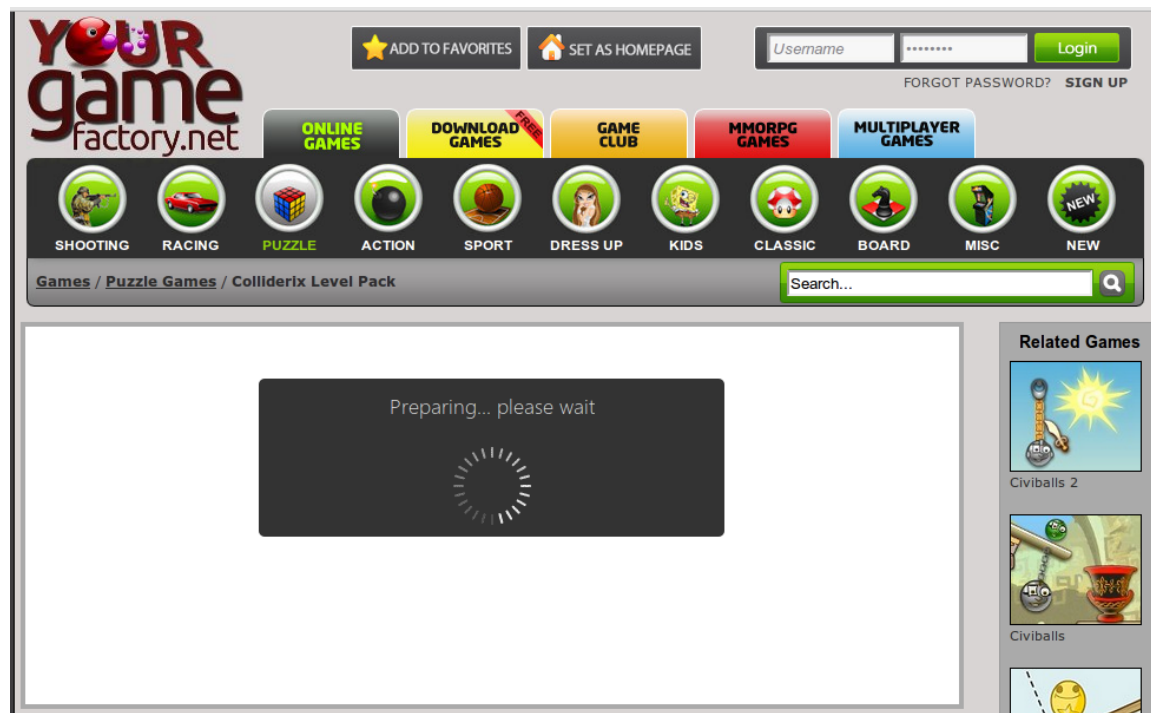 YOUR
game
factory.net
ADD TO FAVORITES
SET AS HOMEPAGE
Username
••••••••
Login
FORGOT PASSWORD? SIGN UP
ONLINE
GAMES
DOWNLOAD
GAMES
FREE
GAME
CLUB
MMORPG
GAMES
MULTIPLAYER
GAMES
NEW
SHOOTING
RACING
PUZZLE
ACTION
SPORT
DRESS UP
KIDS
CLASSIC
BOARD
MISC
NEW
Games / Puzzle Games / Colliderix Level Pack
Search...
Preparing... please wait
Related Games
Civiballs 2
Civiballs